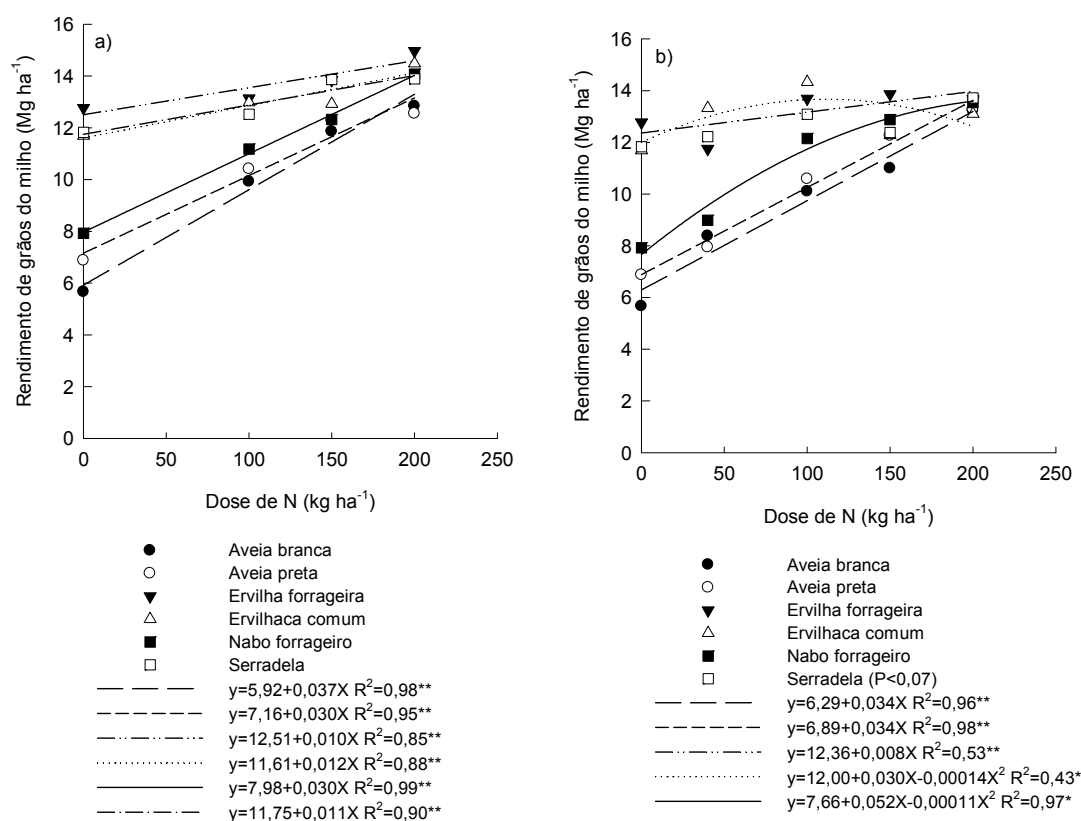 a)
Rendimento de grãos do milho (Mg ha⁻¹)
16
14
12
10
8
6
4
2
0
0 50 100 150 200 250
Dose de N (kg ha⁻¹)
Aveia branca
Aveia preta
Ervilha forrageira
Ervilhaca comum
Nabo forrageiro
Serradela
y=5,92+0,037X R²=0,98**
y=7,16+0,030X R²=0,95**
y=12,51+0,010X R²=0,85**
y=11,61+0,012X R²=0,88**
y=7,98+0,030X R²=0,99**
y=11,75+0,011X R²=0,90**
b)
Rendimento de grãos do milho (Mg ha⁻¹)
16
14
12
10
8
6
4
2
0
0 50 100 150 200 250
Dose de N (kg ha⁻¹)
Aveia branca
Aveia preta
Ervilha forrageira
Ervilhaca comum
Nabo forrageiro
Serradela (P<0,07)
y=6,29+0,034X R²=0,96**
y=6,89+0,034X R²=0,98**
y=12,36+0,008X R²=0,53**
y=12,00+0,030X-0,00014X² R²=0,43*
y=7,66+0,052X-0,00011X² R²=0,97*